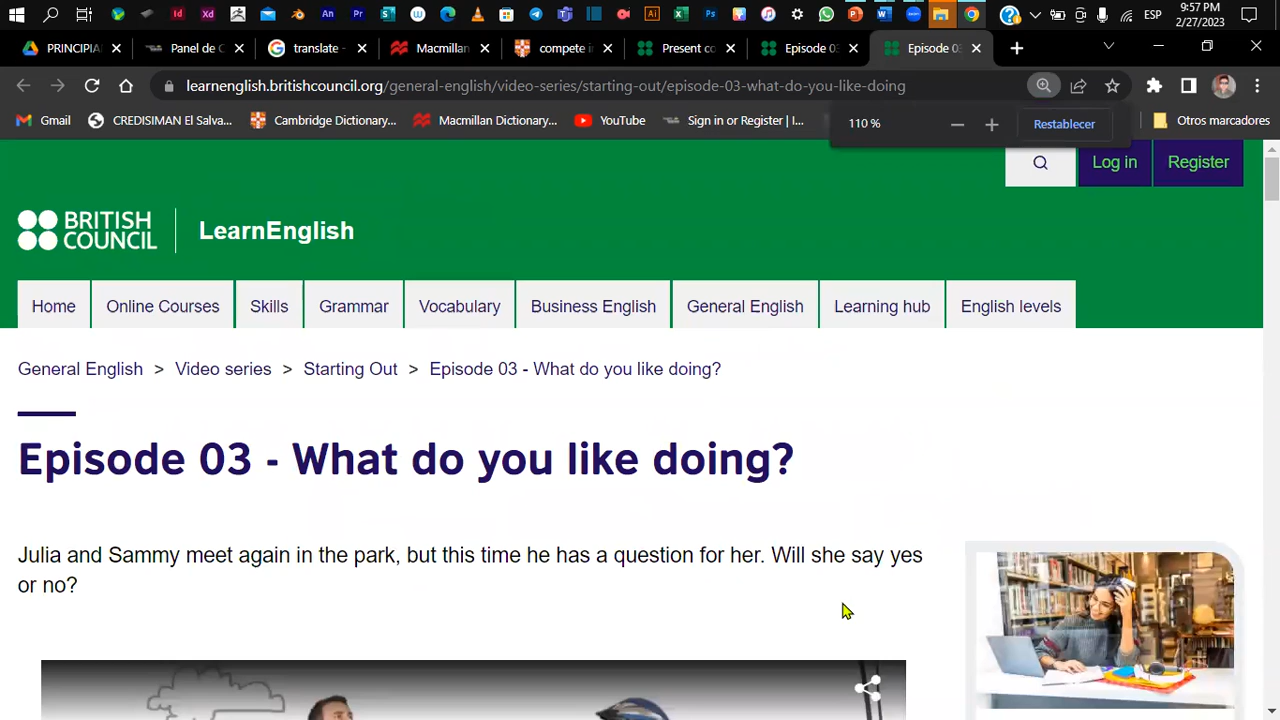 Id
Xd
An
Pr
Ai
Ps
ESP
9:57 PM
2/27/2023
PRINCIPIA
Panel de C
translate -
Macmillan
compete i
Present co
Episode 03
Episode 03
learnenglish.britishcouncil.org/general-english/video-series/starting-out/episode-03-what-do-you-like-doing
Gmail
CREDISIMAN El Salva...
Cambridge Dictionary...
Macmillan Dictionary...
YouTube
Sign in or Register | I...
Otros marcadores
110 %
Restablecer
Log in
Register
BRITISH
COUNCIL
LearnEnglish
Home
Online Courses
Skills
Grammar
Vocabulary
Business English
General English
Learning hub
English levels
General English > Video series > Starting Out > Episode 03 - What do you like doing?
Episode 03 - What do you like doing?
Julia and Sammy meet again in the park, but this time he has a question for her. Will she say yes
or no?